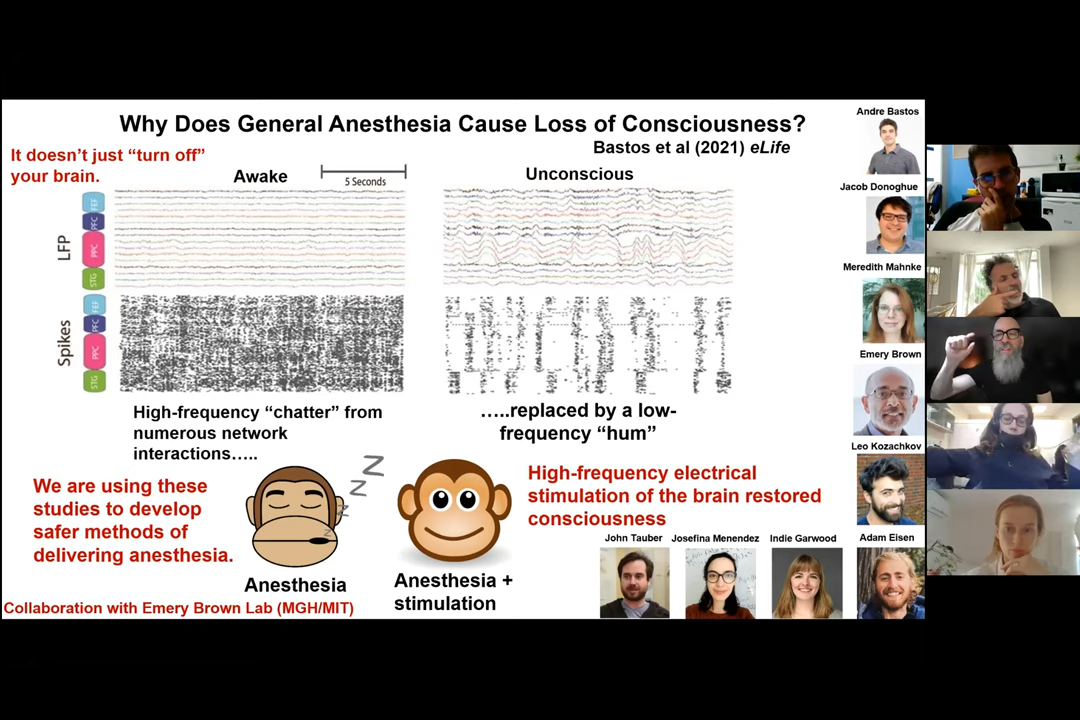 Why Does General Anesthesia Cause Loss of Consciousness?
Bastos et al (2021) eLife
It doesn’t just “turn off”
your brain.
Awake
5 Seconds
Unconscious
LFP
FEF
PFC
PPC
STG
Spikes
FEF
PFC
PPC
STG
High-frequency “chatter” from
numerous network
interactions…..
…..replaced by a low-
frequency “hum”
We are using these
studies to develop
safer methods of
delivering anesthesia.
Z
Z
z
z
High-frequency electrical
stimulation of the brain restored
consciousness
Anesthesia
Anesthesia +
stimulation
Collaboration with Emery Brown Lab (MGH/MIT)
Andre Bastos
Jacob Donoghue
Meredith Mahnke
Emery Brown
Leo Kozachkov
John Tauber
Josefina Menendez
Indie Garwood
Adam Eisen